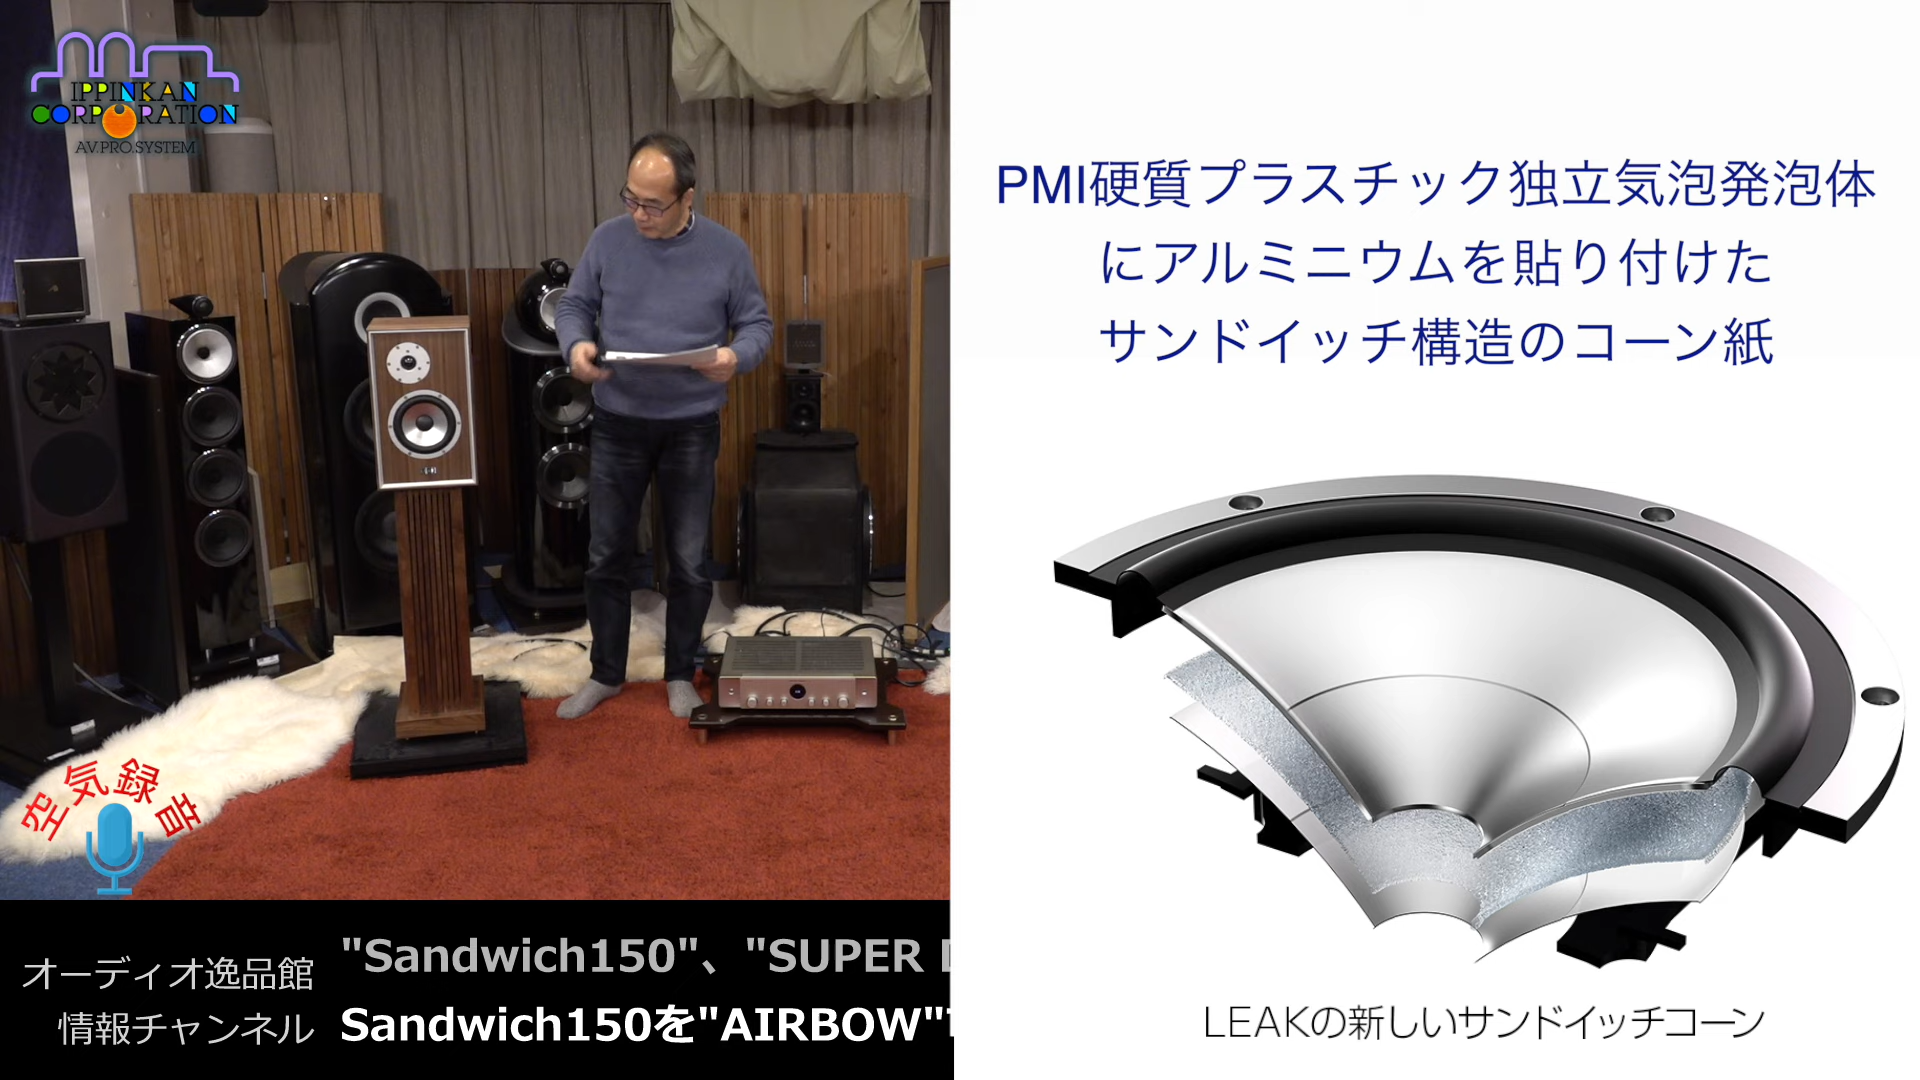 IPPINKAN
CORPORATION
AV.PRO.SYSTEM
PMI硬質プラスチック独立気泡発泡体
にアルミニウムを貼り付けた
サンドイッチ構造のコーン紙
空気録音
オーディオ逸品館
情報チャンネル
"Sandwich150"、"SUPER
Sandwich150を"AIRBOW"
LEAKの新しいサンドイッチコーン